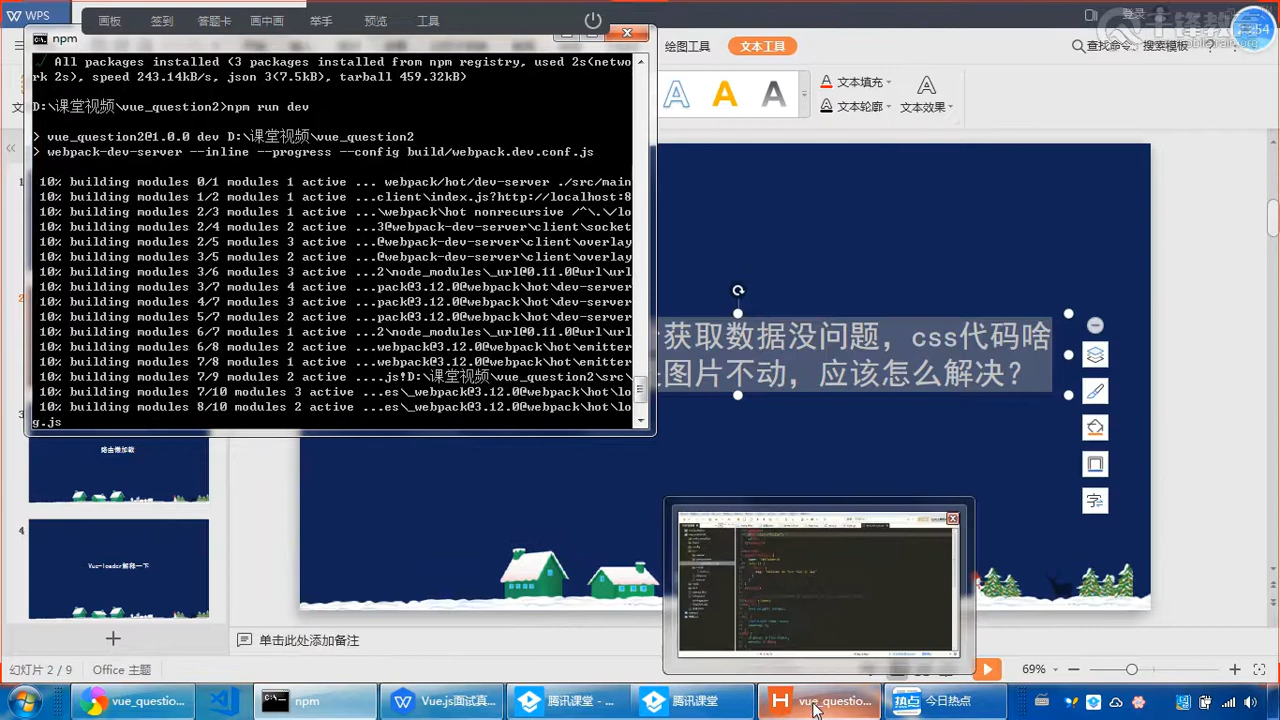 WPS
画板 签到 答题卡 画中画 举手 预览 工具
登录
千锋教育
54
npm
绘图工具 文本工具
查找命令、搜索模板
文本填充
文本轮廓
文本效果
packages installed (3 packages installed from npm registry, used 2s(netwo
rk 2s), speed 243.14kB/s, json 3(7.5kB), tarball 459.32kB)
D:\课堂视频\vue_question2>npm run dev
> vue_question2@1.0.0 dev D:\课堂视频\vue_question2
> webpack-dev-server --inline --progress --config build/webpack.dev.conf.js
10% building modules 0/1 modules 1 active ... webpack/hot/dev-server ./src/main
10% building modules 1/2 modules 1 active ...client\index.js?http://localhost:8
10% building modules 2/3 modules 1 active ...\webpack\hot nonrecursive /^\.\/lo
10% building modules 2/4 modules 2 active ...3@webpack-dev-server\client\socket
10% building modules 2/5 modules 3 active ...@webpack-dev-server\client\overlay
10% building modules 3/5 modules 2 active ...@webpack-dev-server\client\overlay
10% building modules 3/6 modules 3 active ...2\node_modules\_url@0.11.0@url\url
10% building modules 3/7 modules 4 active ...pack@3.12.0@webpack\hot\dev-server
10% building modules 4/7 modules 3 active ...pack@3.12.0@webpack\hot\dev-server
10% building modules 5/7 modules 2 active ...pack@3.12.0@webpack\hot\dev-server
10% building modules 6/7 modules 1 active ...2\node_modules\_url@0.11.0@url\url
10% building modules 6/8 modules 2 active ...webpack@3.12.0@webpack\hot\emitter
10% building modules 7/8 modules 1 active ...webpack@3.12.0@webpack\hot\emitter
10% building modules 7/9 modules 2 active ....js!D:\课堂视频\vue_question2\src\
10% building modules 7/10 modules 3 active ...es\_webpack@3.12.0@webpack\hot\lo
10% building modules 8/10 modules 2 active ...es\_webpack@3.12.0@webpack\hot\lo
g.js
获取数据没问题，css代码啥
图片不动，应该怎么解决？
1
2
3
路由懒加载
4
Vue-loader解释一下
单击此处添加备注
Office 主题
69%
vue_questio...
npm
Vue.js面试真...
腾讯课堂 - ...
腾讯课堂
vue_questio...
今日热点